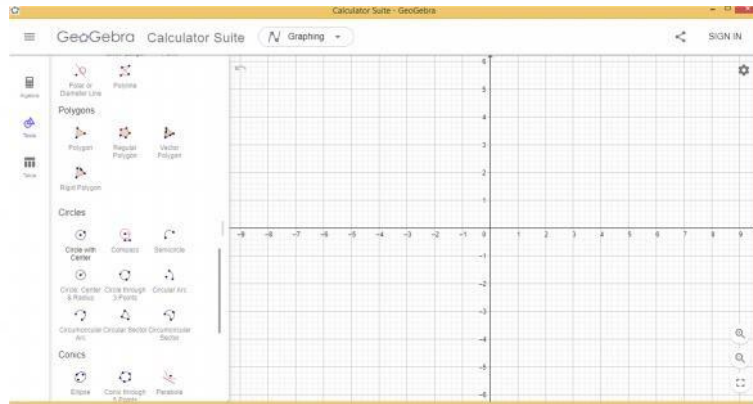 Calculator Suite - GeoGebra
GeoGebra Calculator Suite
Graphing
SIGN IN
Algebra
Tools
Table
Polar or Diameter Line
Polyline
Polygons
Polygon
Regular Polygon
Vector Polygon
Rigid Polygon
Circles
Circle with Center
Compass
Semicircle
Circle: Center & Radius
Circle through 3 Points
Circular Arc
Circumcircular Arc
Circular Sector
Circumcircular Sector
Conics
Ellipse
Conic through 5 Points
Parabola
6
5
4
3
2
1
-9 -8 -7 -6 -5 -4 -3 -2 -1 0 1 2 3 4 5 6 7 8 9
-1
-2
-3
-4
-5
-6